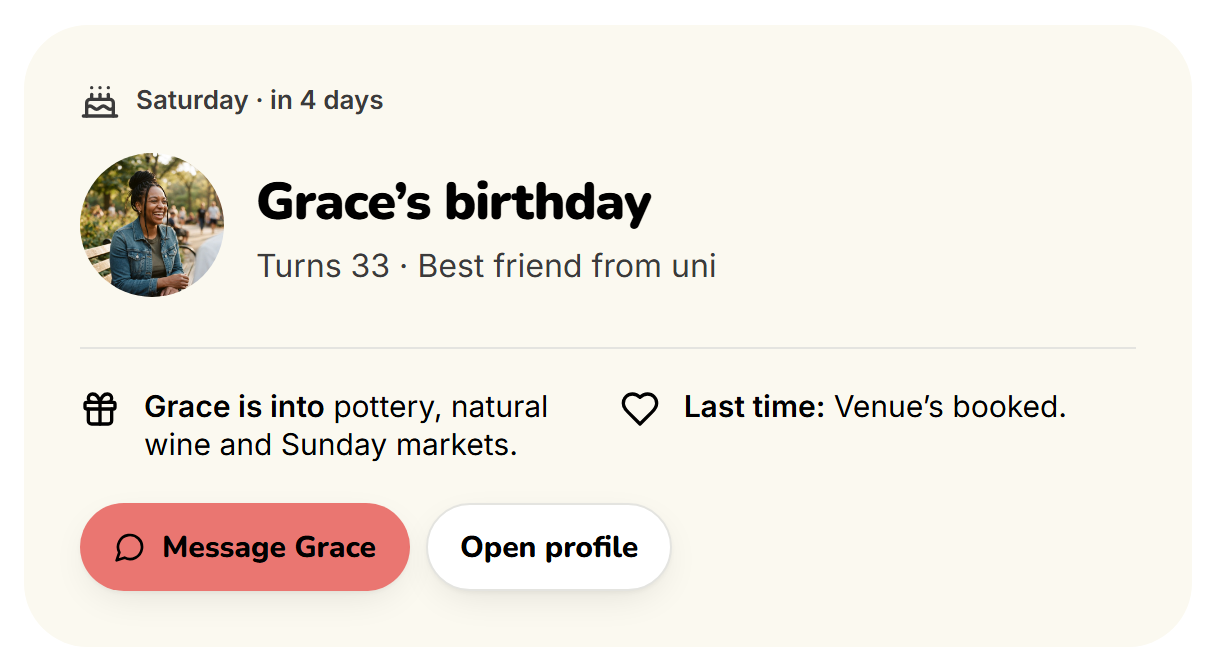 Saturday · in 4 days
Grace’s birthday
Turns 33 · Best friend from uni
Grace is into pottery, natural
wine and Sunday markets.
Last time: Venue’s booked.
Message Grace
Open profile